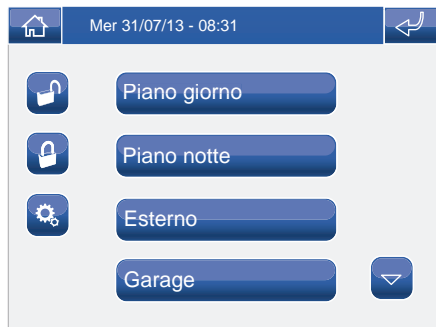 Mer 31/07/13 - 08:31
Piano giorno
Piano notte
Esterno
Garage